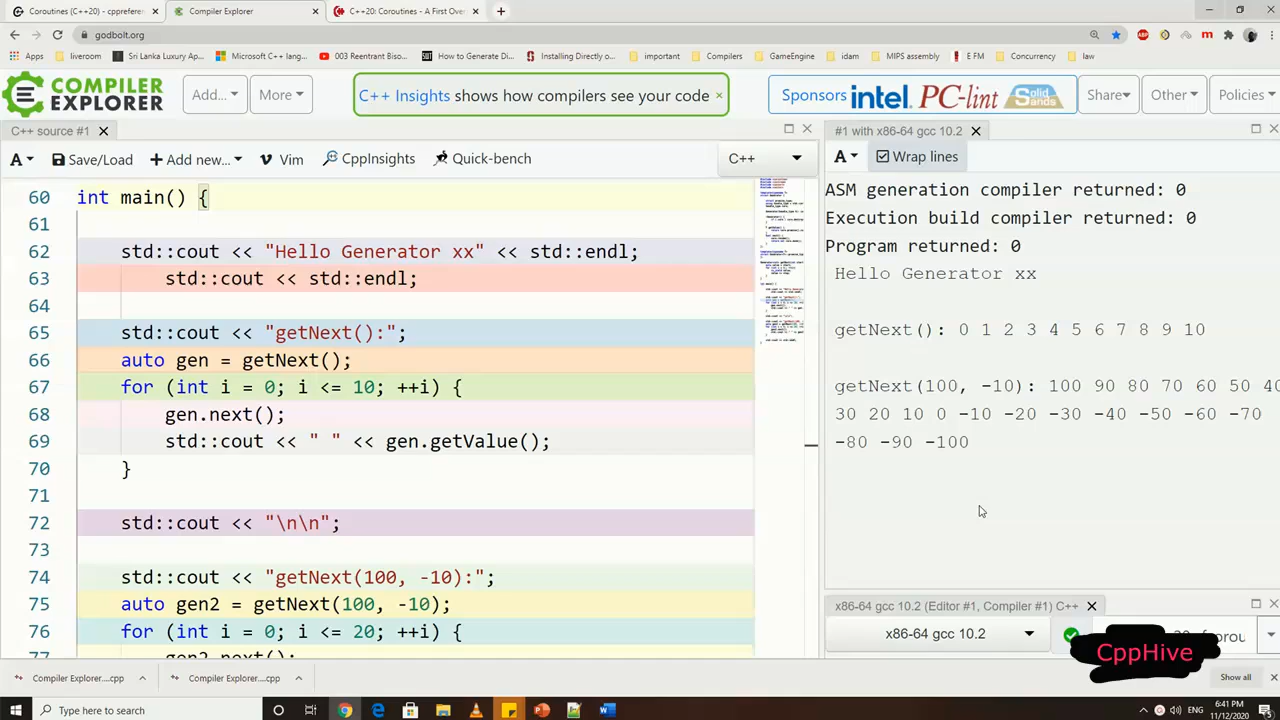 Coroutines (C++20) - cppreferen
Compiler Explorer
C++20: Coroutines - A First Over
godbolt.org
Apps liveroom Sri Lanka Luxury Ap... Microsoft C++ lang... 003 Reentrant Biso... How to Generate Di... Installing Directly o... important Compilers GameEngine idam MIPS assembly E FM Concurrency law
COMPILER
EXPLORER
Add...
More
C++ Insights shows how compilers see your code ×
Sponsors intel. PC-lint Solid Sands
Share
Other
Policies
C++ source #1
A Save/Load + Add new... Vim CppInsights Quick-bench C++
60 int main() {
61
62 std::cout "Hello Generator xx" std::endl;
63 std::cout << std::endl;
64
65 std::cout << "getNext():";
66 auto gen = getNext();
67 for (int i = 0; i <= 10; ++i) {
68 gen.next();
69 std::cout << " " << gen.getValue();
70 }
71
72 std::cout << "\n\n";
73
74 std::cout << "getNext(100, -10):";
75 auto gen2 = getNext(100, -10);
76 for (int i = 0; i <= 20; ++i) {
77 gen2.next();
#1 with x86-64 gcc 10.2
A Wrap lines
ASM generation compiler returned: 0
Execution build compiler returned: 0
Program returned: 0
Hello Generator xx
getNext() 1 2 3 4 5 6 7 8 9 10
getNext(100, -10): 100 90 80 70 60 50 40
30 20 10 0 -10 -20 -30 -40 -50 -60 -70
-80 -90 -100
x86-64 gcc 10.2 (Editor #1, Compiler #1) C++
x86-64 gcc 10.2
CppHive
Compiler Explorer....cpp
Compiler Explorer....cpp
Show all
Type here to search
ENG
6:41 PM
11/12/2020